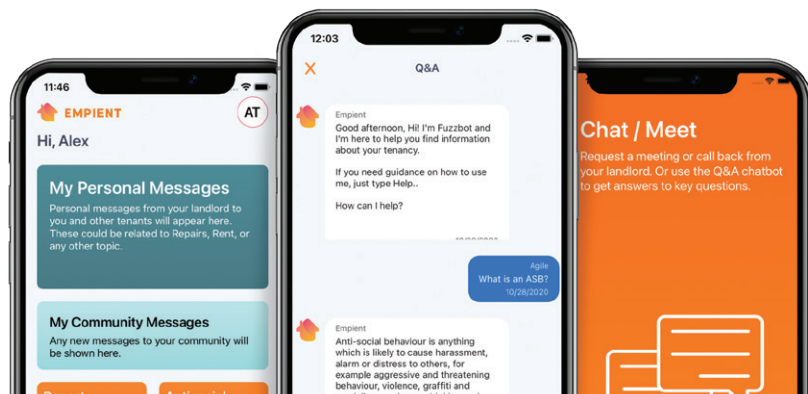 11:46
EMPIENT
AT
Hi, Alex
My Personal Messages
Personal messages from your landlord to
you and other tenants will appear here.
These could be related to Repairs, Rent, or
any other topic.
My Community Messages
Any new messages to your community will
be shown here.
12:03
X
Q&A
Empient
Good afternoon, Hi! I'm Fuzzbot and
I'm here to help you find information
about your tenancy.
If you need guidance on how to use
me, just type Help..
How can I help?
Agile
What is an ASB?
10/28/2020
Empient
Anti-social behaviour is anything
which is likely to cause harassment,
alarm or distress to others, for
example aggressive and threatening
behaviour, violence, graffiti and
Chat / Meet
Request a meeting or call back from
your landlord. Or use the Q&A chatbot
to get answers to key questions.